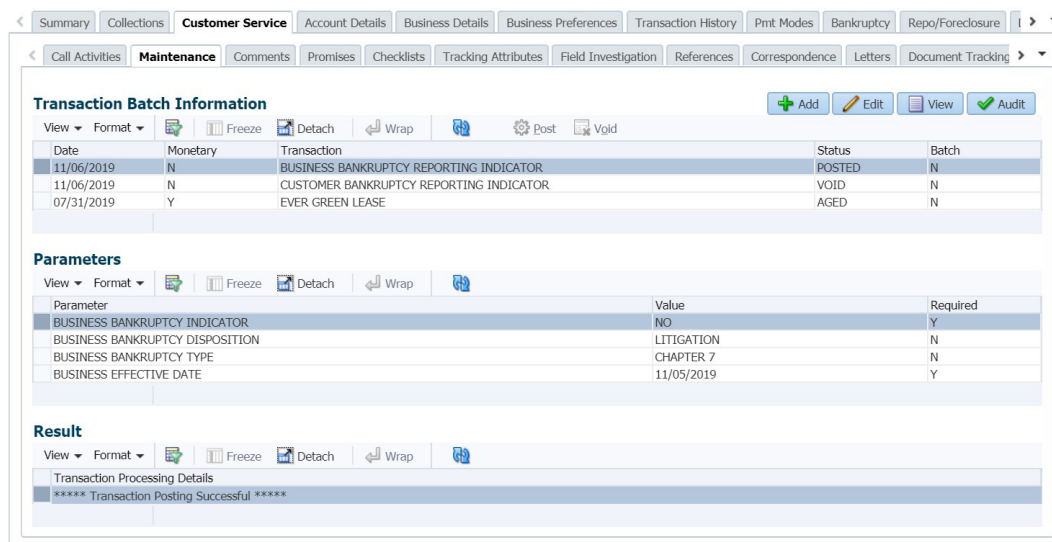 Summary Collections Customer Service Account Details Business Details Business Preferences Transaction History Pmt Modes Bankruptcy Repo/Foreclosure
Call Activities Maintenance Comments Promises Checklists Tracking Attributes Field Investigation References Correspondence Letters Document Tracking
Transaction Batch Information Add Edit View Audit
View Format Freeze Detach Wrap Post Void
Date Monetary Transaction Status Batch
11/06/2019 N BUSINESS BANKRUPTCY REPORTING INDICATOR POSTED N
11/06/2019 N CUSTOMER BANKRUPTCY REPORTING INDICATOR VOID N
07/31/2019 Y EVER GREEN LEASE AGED N
Parameters
View Format Freeze Detach Wrap
Parameter Value Required
BUSINESS BANKRUPTCY INDICATOR NO Y
BUSINESS BANKRUPTCY DISPOSITION LITIGATION N
BUSINESS BANKRUPTCY TYPE CHAPTER 7 N
BUSINESS EFFECTIVE DATE 11/05/2019 Y
Result
View Format Freeze Detach Wrap
Transaction Processing Details
***** Transaction Posting Successful *****